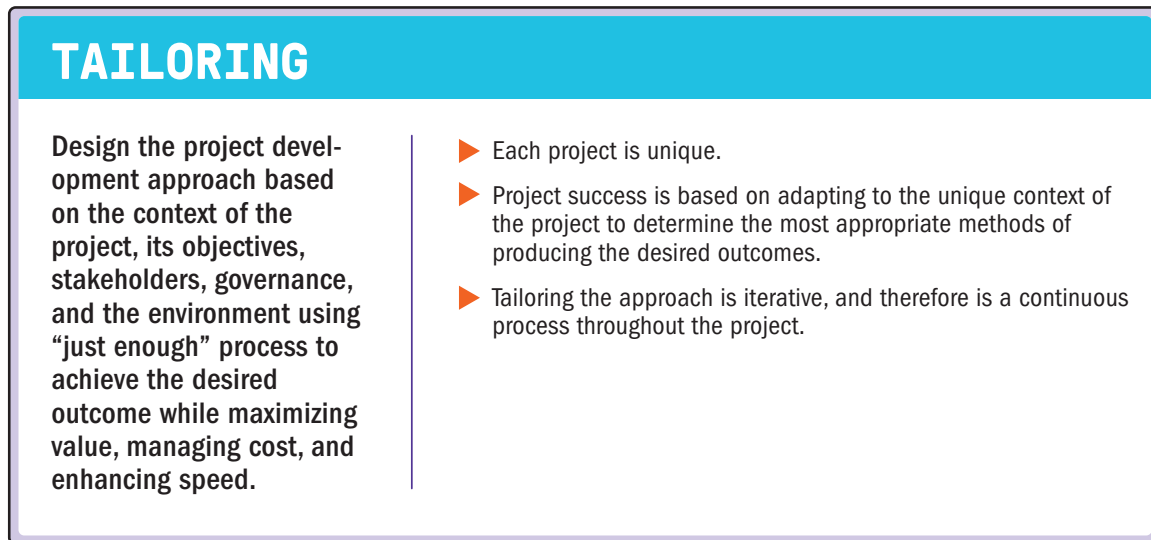 TAILORING
Design the project devel-
opment approach based
on the context of the
project, its objectives,
stakeholders, governance,
and the environment using
“just enough” process to
achieve the desired
outcome while maximizing
value, managing cost, and
enhancing speed.
Each project is unique.
Project success is based on adapting to the unique context of
the project to determine the most appropriate methods of
producing the desired outcomes.
Tailoring the approach is iterative, and therefore is a continuous
process throughout the project.